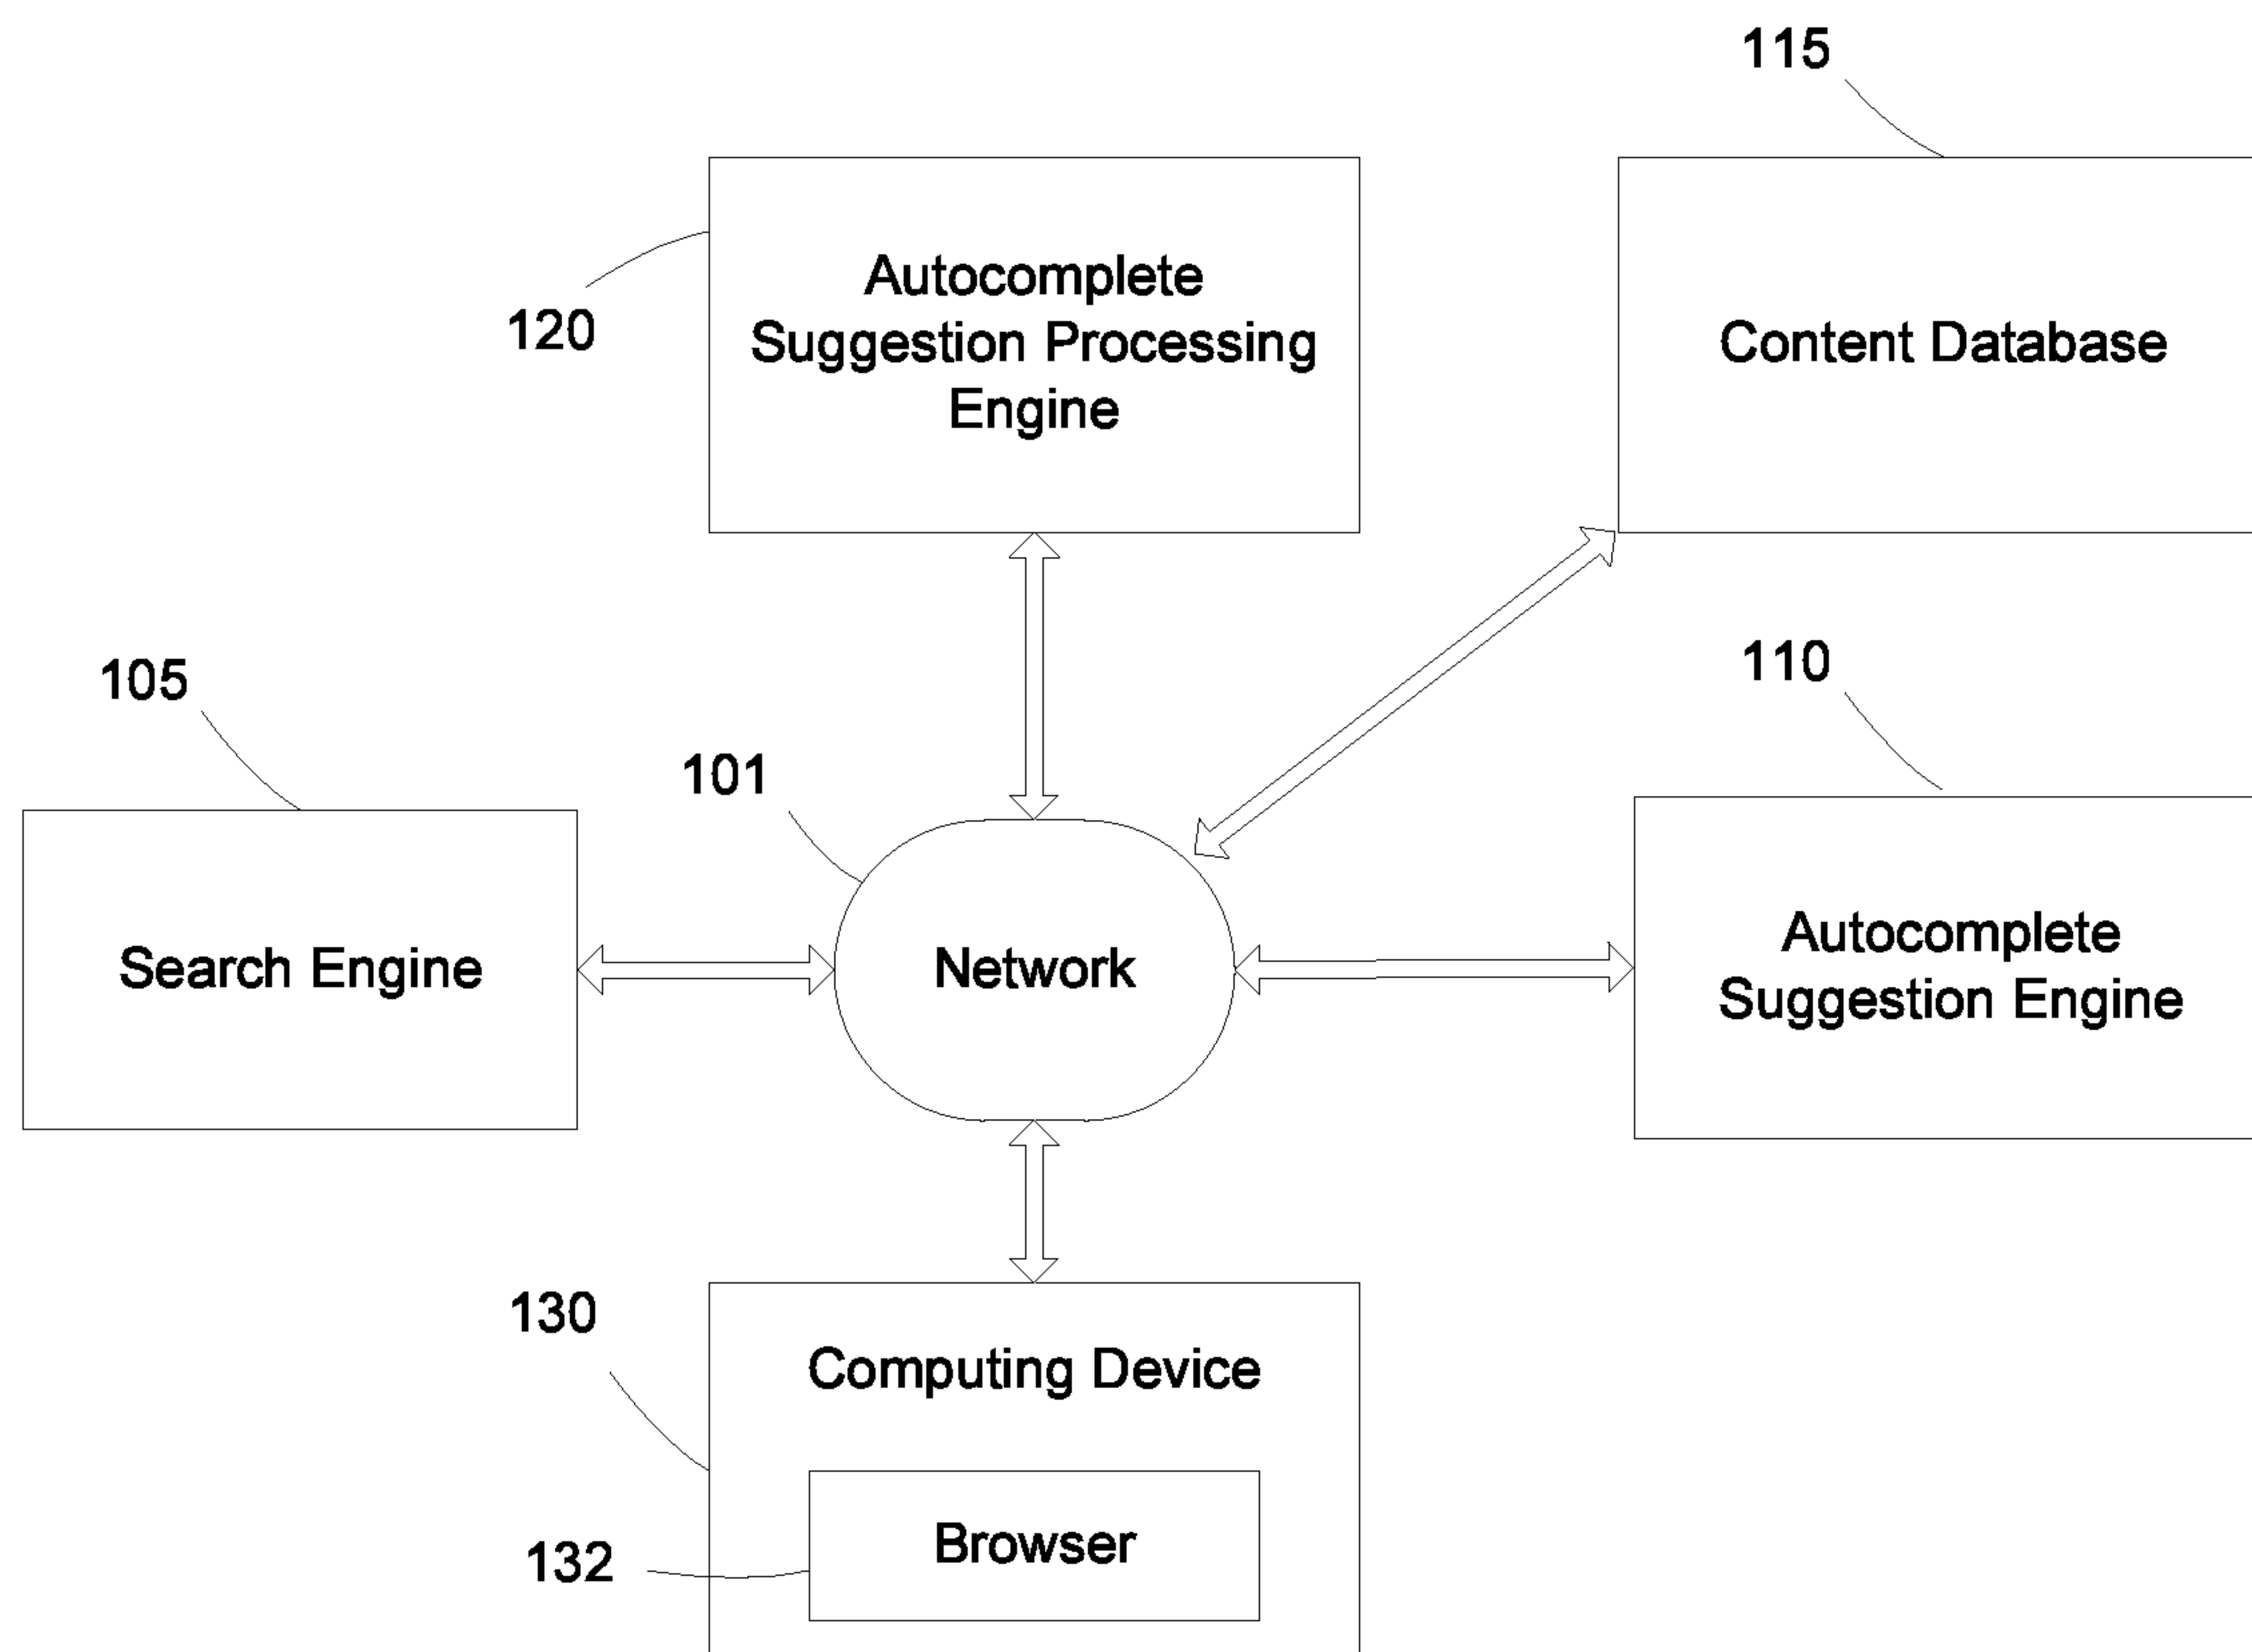 115
120
Autocomplete
Suggestion Processing
Engine
Content Database
105
101
110
Search Engine
Network
Autocomplete
Suggestion Engine
130
Computing Device
132
Browser